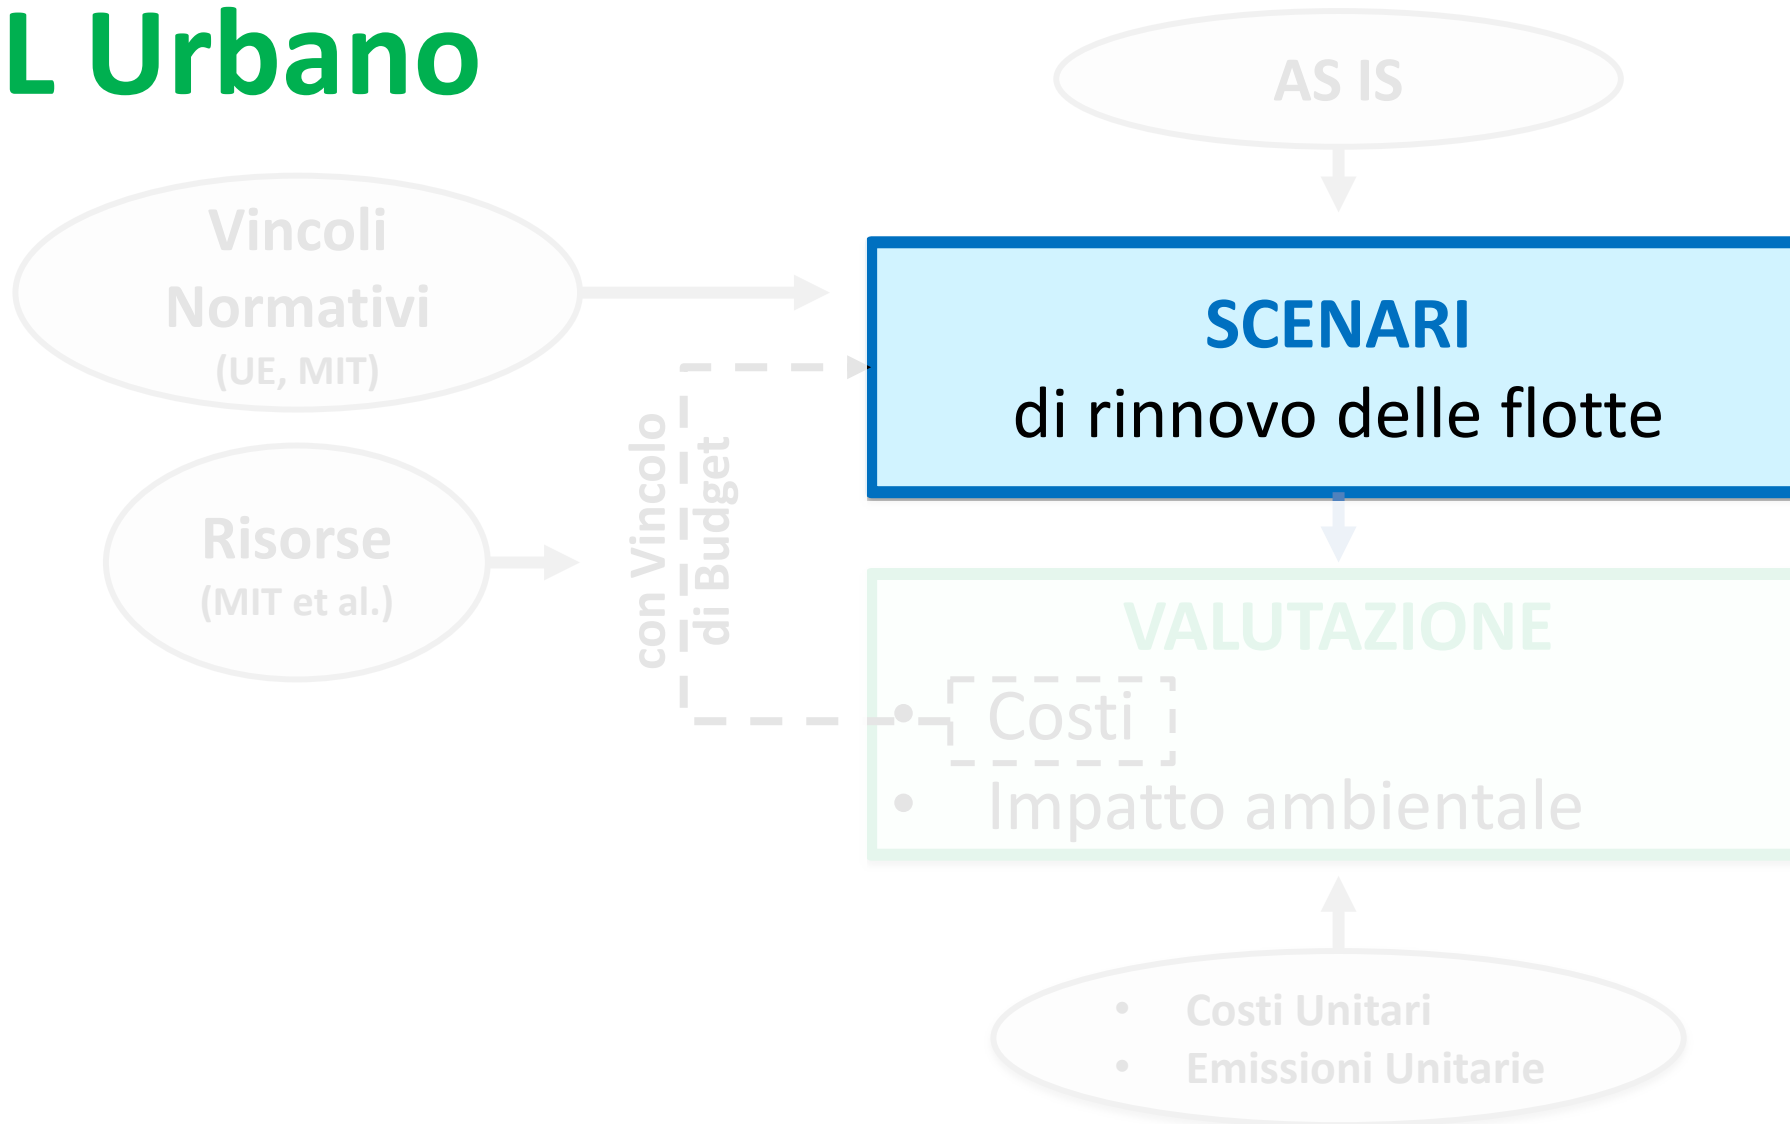 L Urbano
AS IS
Vincoli
Normativi
(UE, MIT)
SCENARI
di rinnovo delle flotte
con Vincolo
di Budget
Risorse
(MIT et al.)
VALUTAZIONE
• Costi
• Impatto ambientale
• Costi Unitari
• Emissioni Unitarie